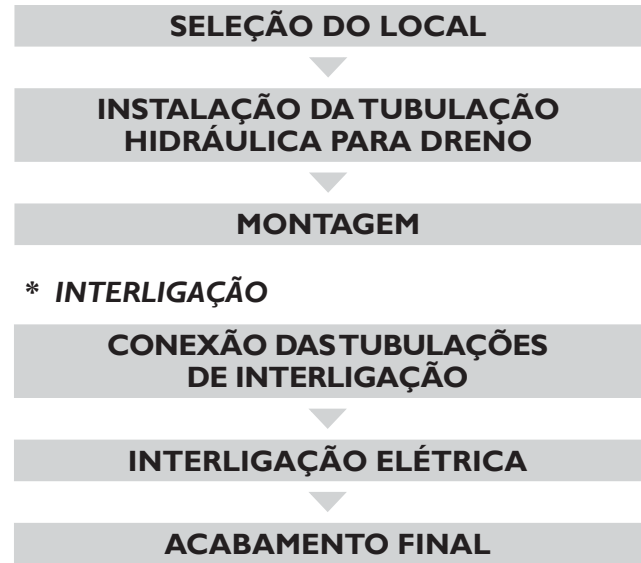 SELEÇÃO DO LOCAL
INSTALAÇÃO DA TUBULAÇÃO
HIDRÁULICA PARA DRENO
MONTAGEM
* INTERLIGAÇÃO
CONEXÃO DAS TUBULAÇÕES
DE INTERLIGAÇÃO
INTERLIGAÇÃO ELÉTRICA
ACABAMENTO FINAL